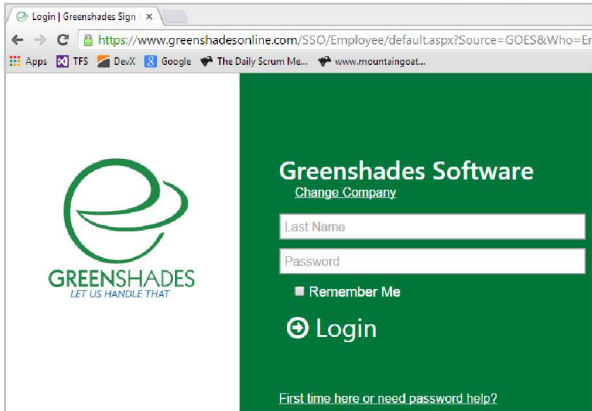 Login | Greenshades Sign
https://www.greenshadesonline.com/SSO/Employee/default.aspx?Source=GOES&Who=Er
Apps TFS DevX Google The Daily Scrum Me... www.mountaingoat...
Greenshades Software
Change Company
Last Name
Password
Remember Me
Login
First time here or need password help?
GREENSHADES
LET US HANDLE THAT